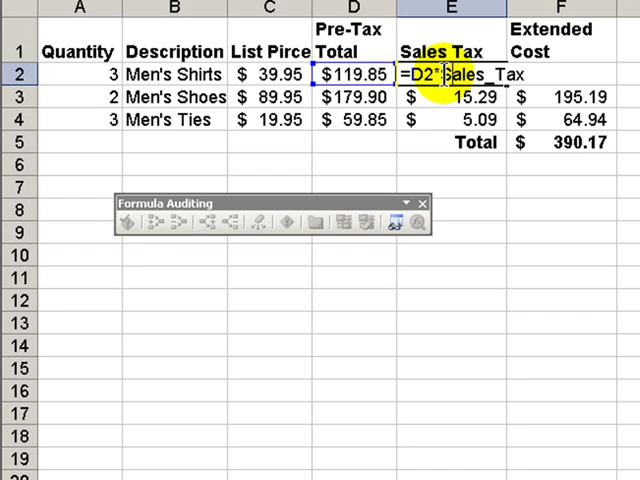 A B C D E F
1 Quantity Description List Pirce Pre-Tax Total Sales Tax Extended Cost
2 3 Men's Shirts $ 39.95 $119.85 =D2*Sales_Tax
3 2 Men's Shoes $ 89.95 $179.90 $ 15.29 $ 195.19
4 3 Men's Ties $ 19.95 $ 59.85 $ 5.09 $ 64.94
5 Total $ 390.17
6
7
8 Formula Auditing
9
10
11
12
13
14
15
16
17
18
19